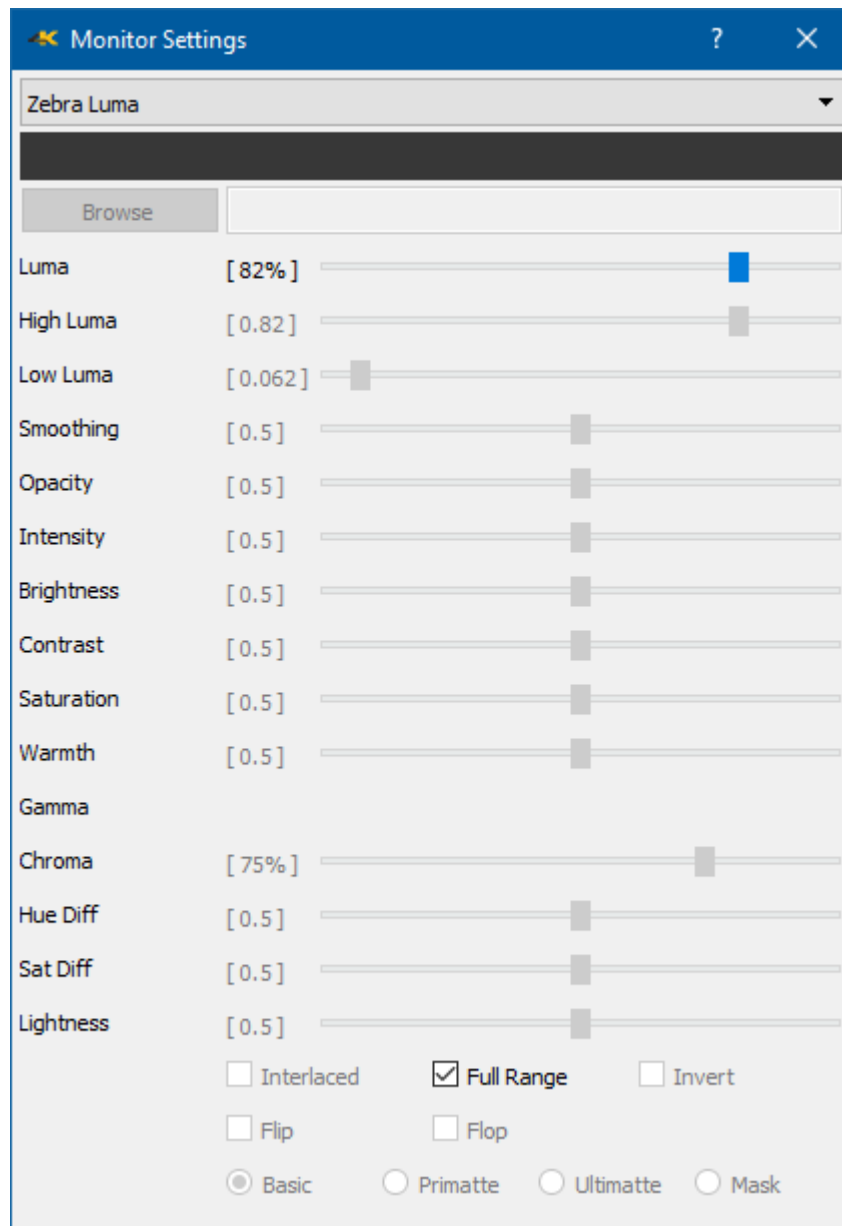 Monitor Settings ?
Zebra Luma
Browse
Luma [ 82% ]
High Luma [ 0.82 ]
Low Luma [ 0.062 ]
Smoothing [ 0.5 ]
Opacity [ 0.5 ]
Intensity [ 0.5 ]
Brightness [ 0.5 ]
Contrast [ 0.5 ]
Saturation [ 0.5 ]
Warmth [ 0.5 ]
Gamma
Chroma [ 75% ]
Hue Diff [ 0.5 ]
Sat Diff [ 0.5 ]
Lightness [ 0.5 ]
Interlaced Full Range Invert
Flip Flop
Basic Primatte Ultimatte Mask